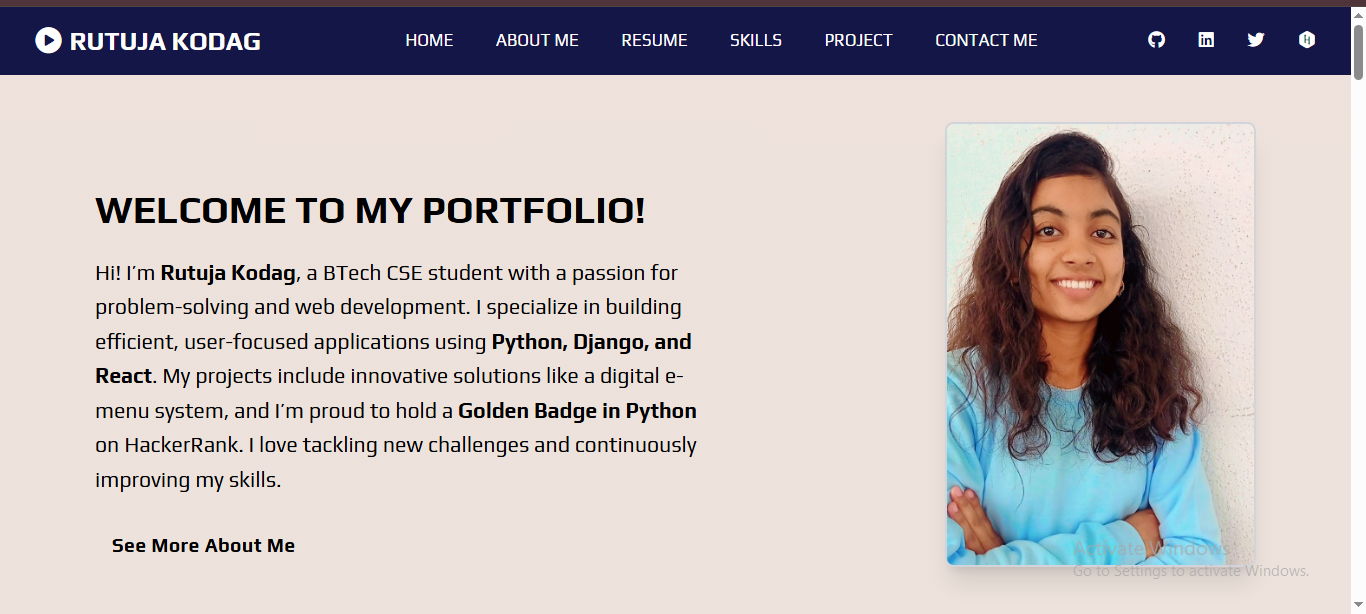 RUTUJA KODAG
HOME ABOUT ME RESUME SKILLS PROJECT CONTACT ME
WELCOME TO MY PORTFOLIO!
Hi! I’m Rutuja Kodag, a BTech CSE student with a passion for
problem-solving and web development. I specialize in building
efficient, user-focused applications using Python, Django, and
React. My projects include innovative solutions like a digital e-
menu system, and I’m proud to hold a Golden Badge in Python
on HackerRank. I love tackling new challenges and continuously
improving my skills.
See More About Me
Activate Windows
Go to Settings to activate Windows.